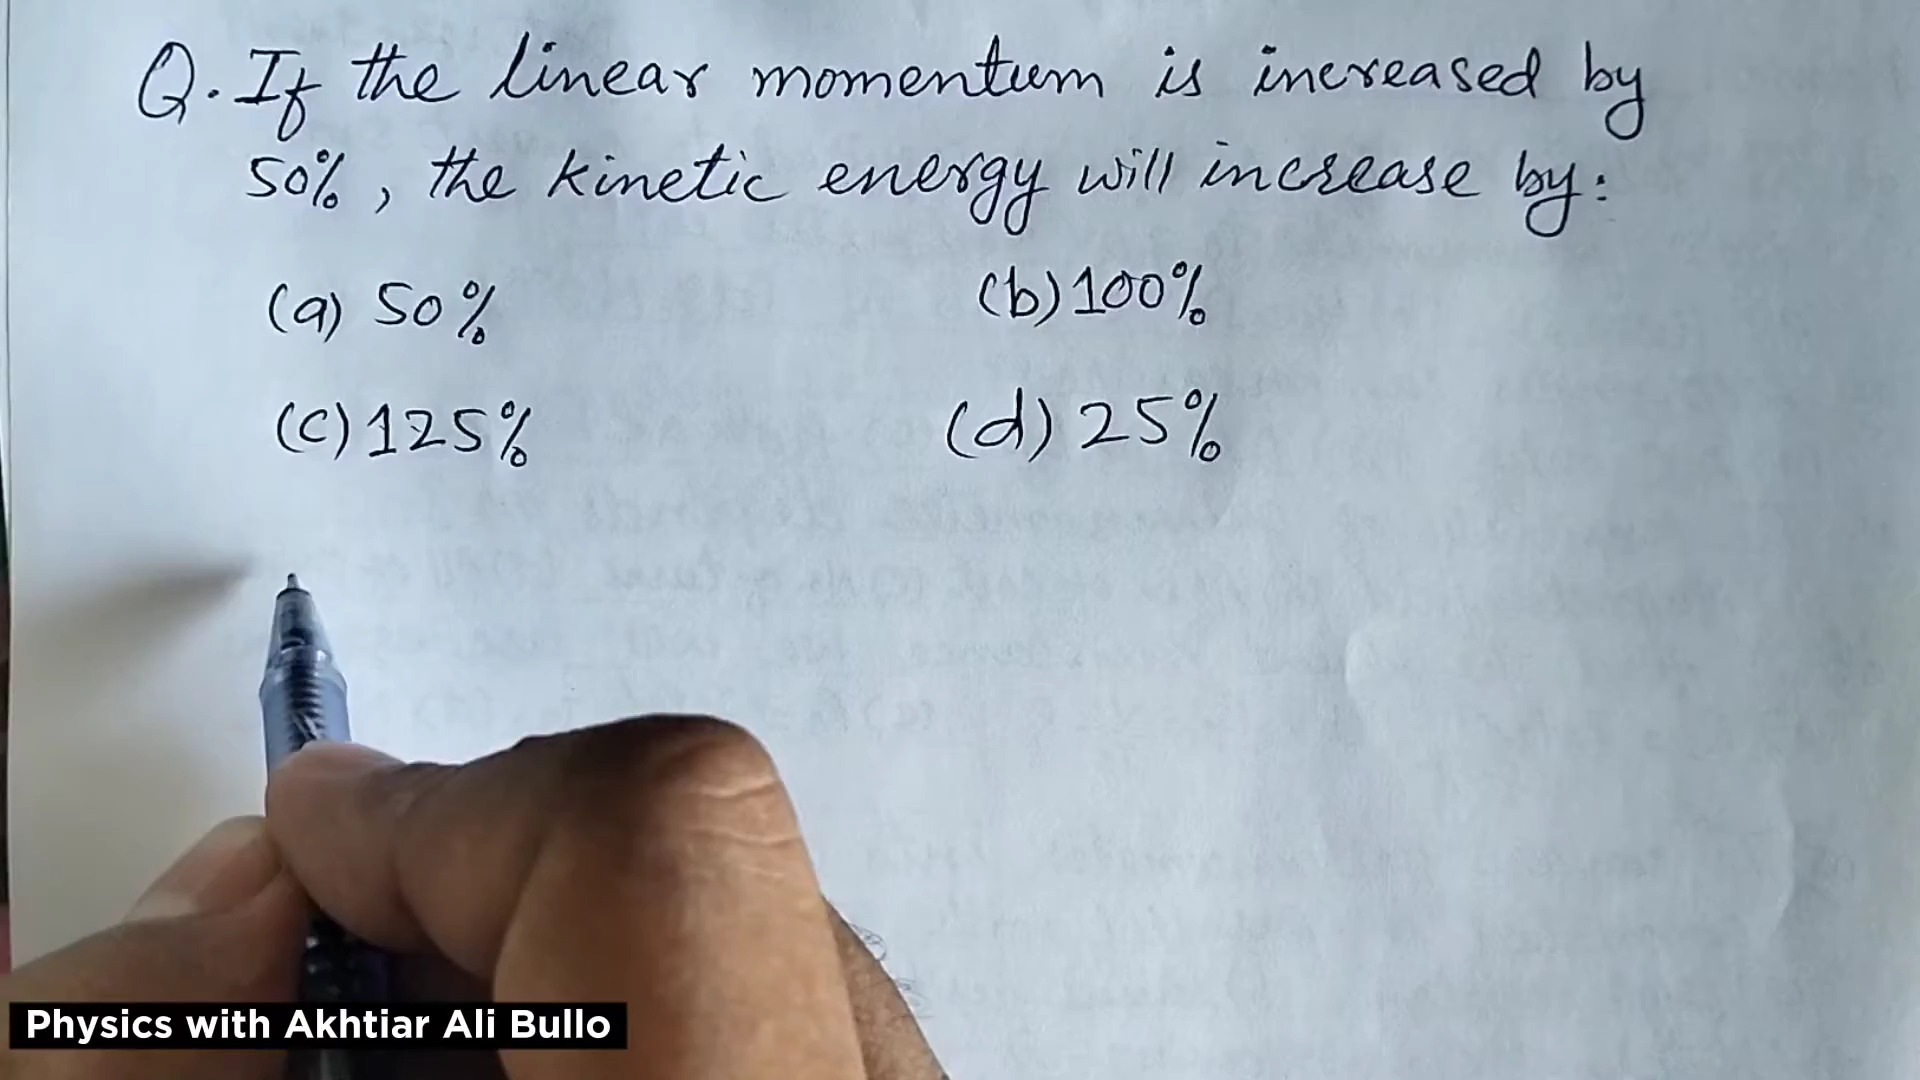 Q. If the linear momentum is increased by
50%, the kinetic energy will increase by:
(a) 50% (b) 100%
(c) 125% (d) 25%
Physics with Akhtiar Ali Bullo